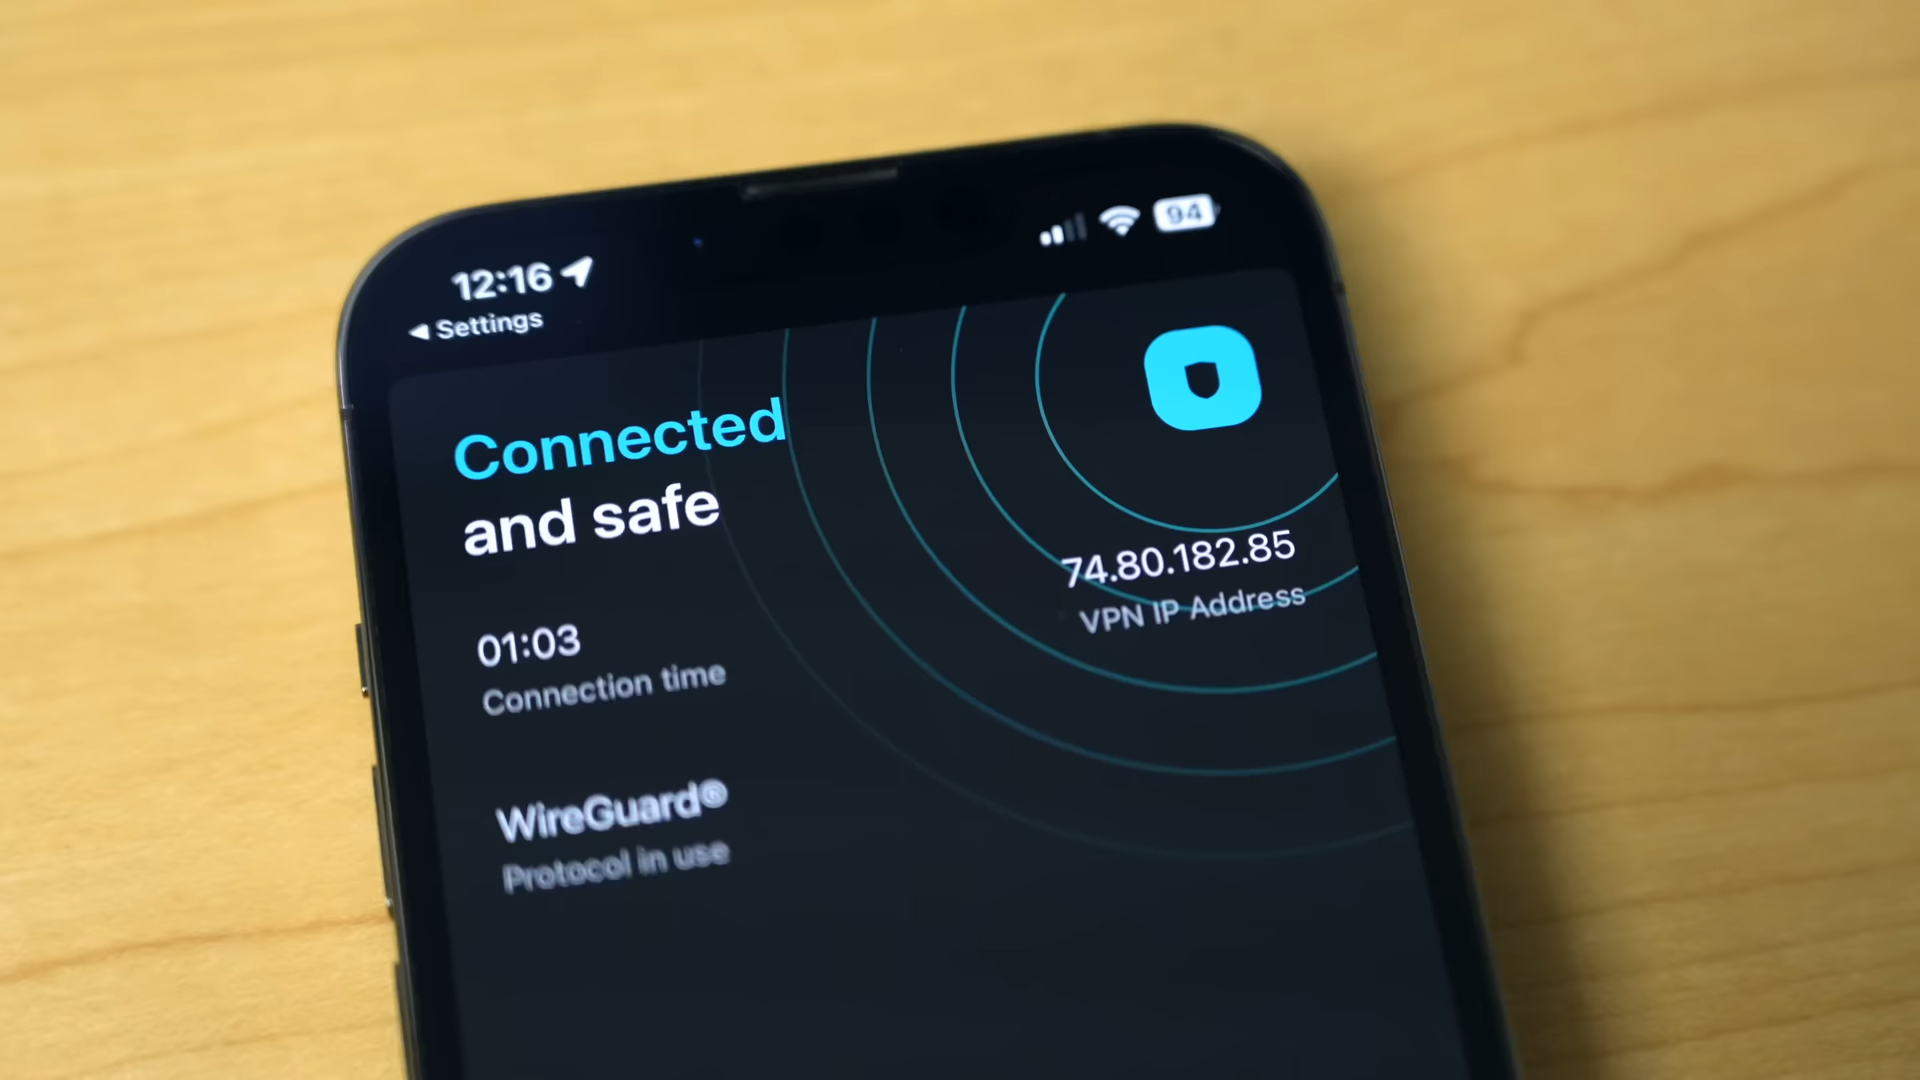 12:16
94
◀ Settings
Connected
and safe
74.80.182.85
VPN IP Address
01:03
Connection time
WireGuard®
Protocol in use